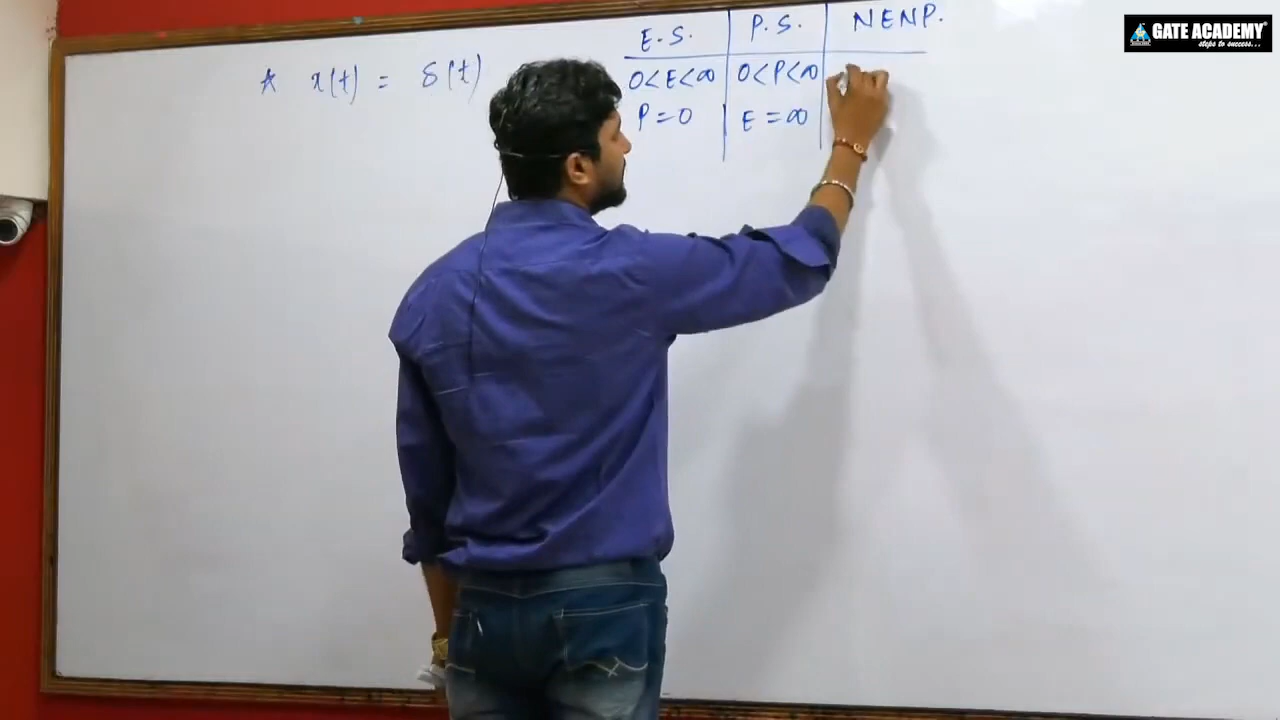 GATE ACADEMY®
steps to success...
E.S. P.S. NENP.
* x(t) = δ(t) 0<E<∞ 0<P<∞
P=0 E=∞